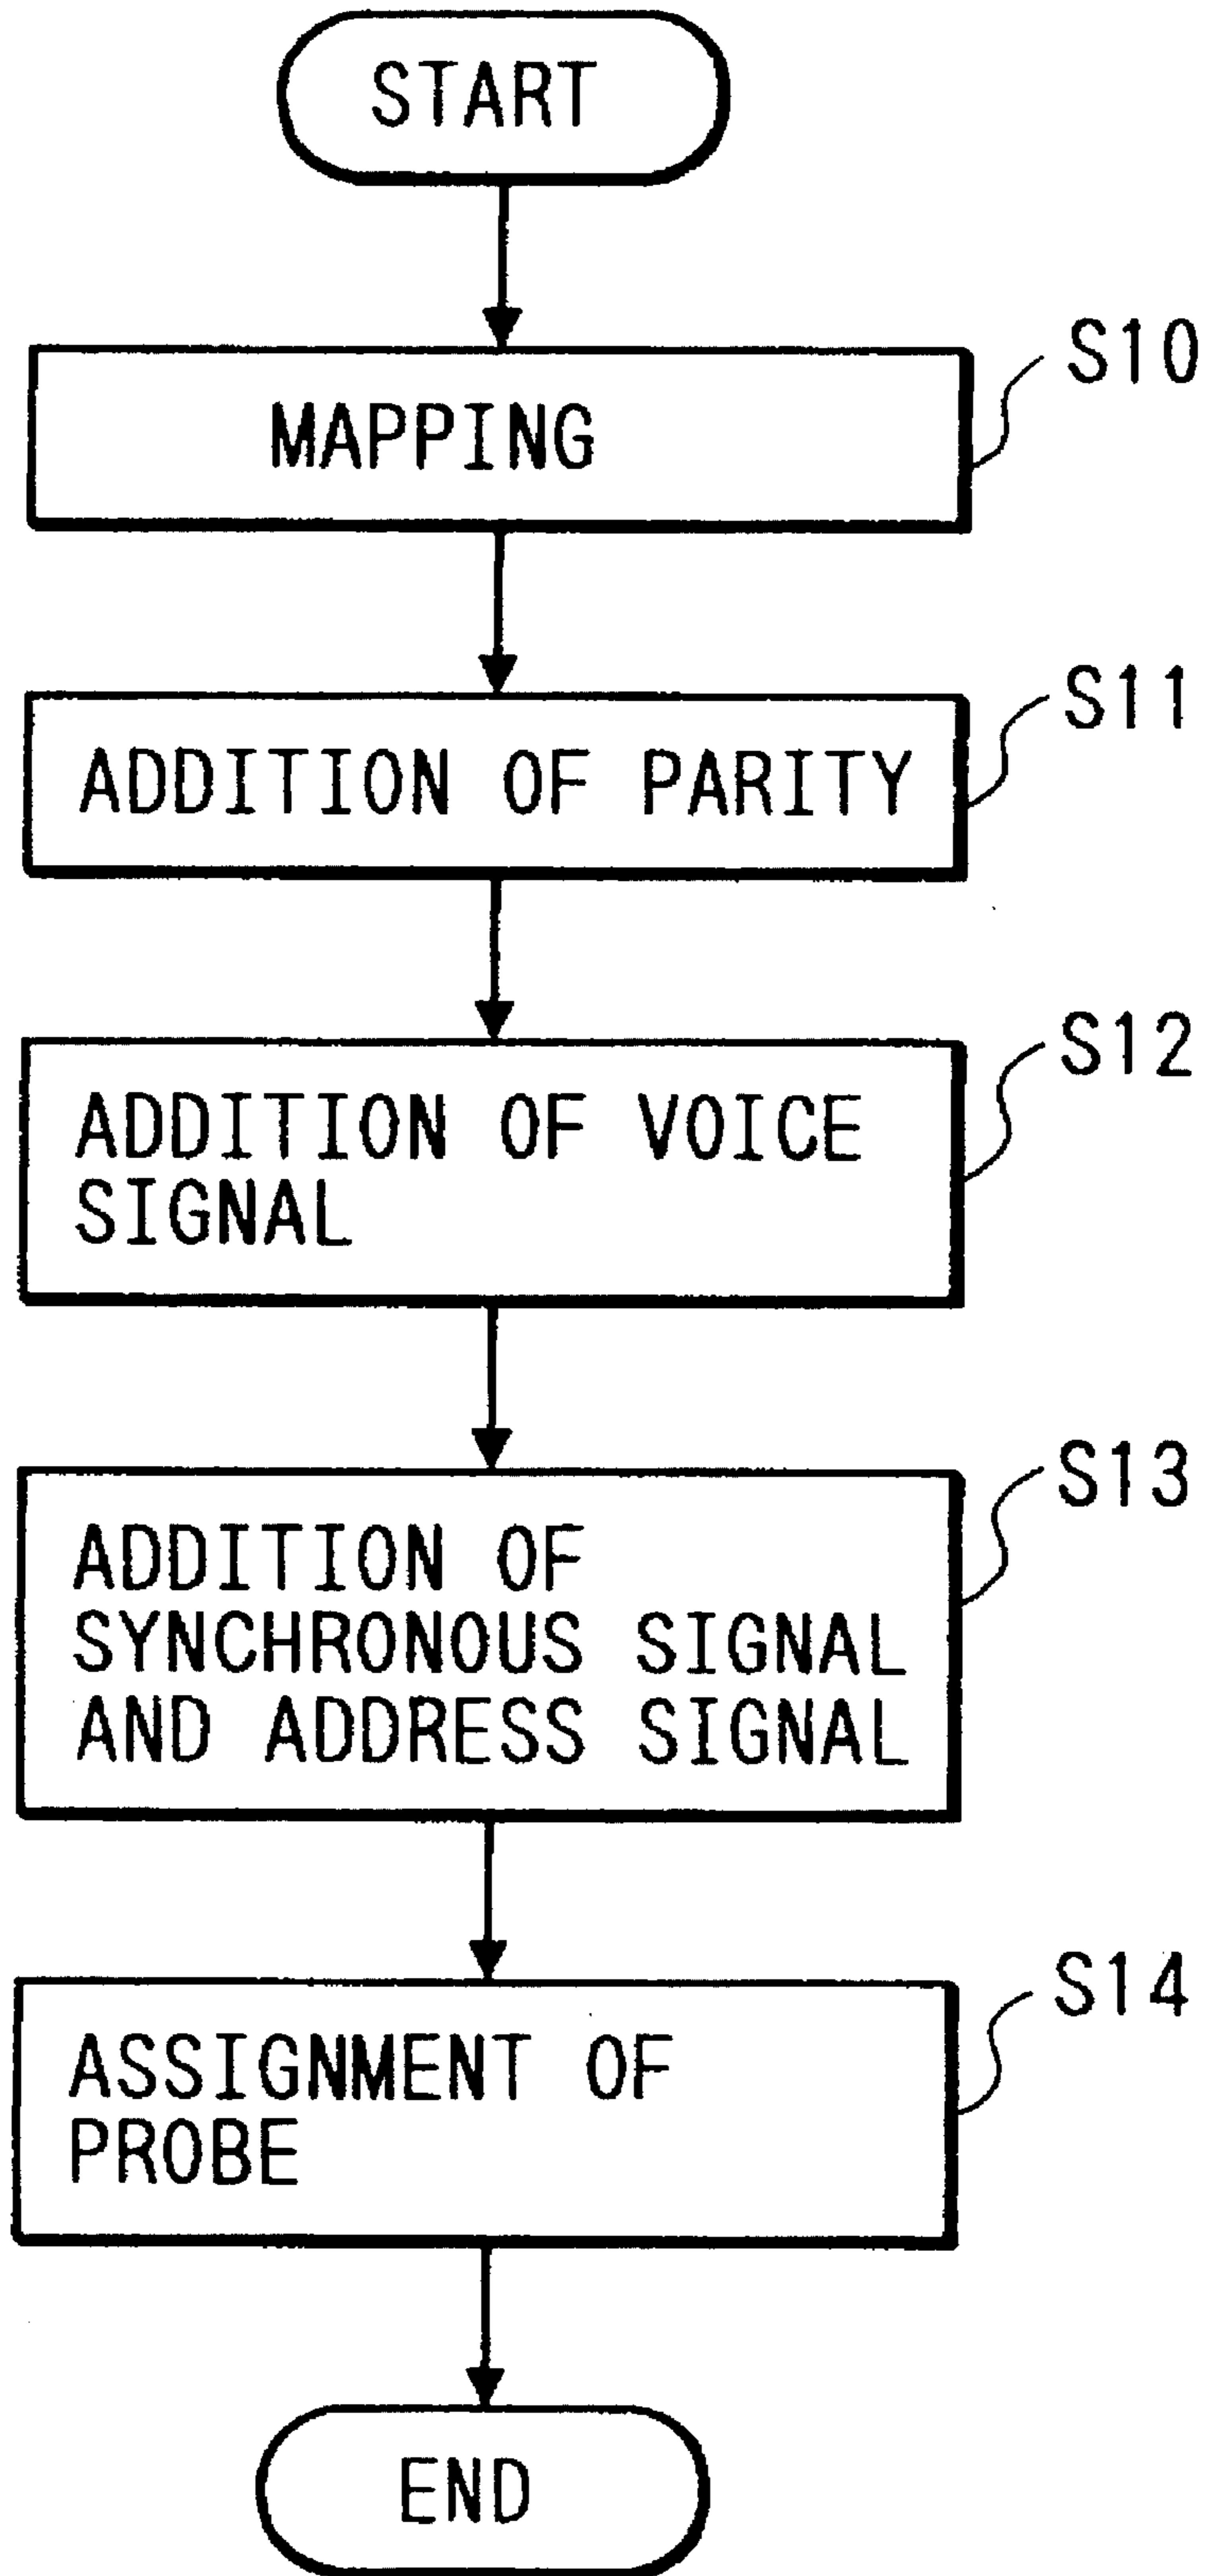 START
S10
MAPPING
S11
ADDITION OF PARITY
S12
ADDITION OF VOICE
SIGNAL
S13
ADDITION OF
SYNCHRONOUS SIGNAL
AND ADDRESS SIGNAL
S14
ASSIGNMENT OF
PROBE
END